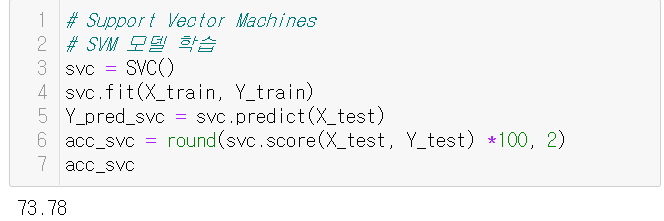 1 # Support Vector Machines
2 # SVM 모델 학습
3 svc = SVC()
4 svc.fit(X_train, Y_train)
5 Y_pred_svc = svc.predict(X_test)
6 acc_svc = round(svc.score(X_test, Y_test) *100, 2)
7 acc_svc
73.78